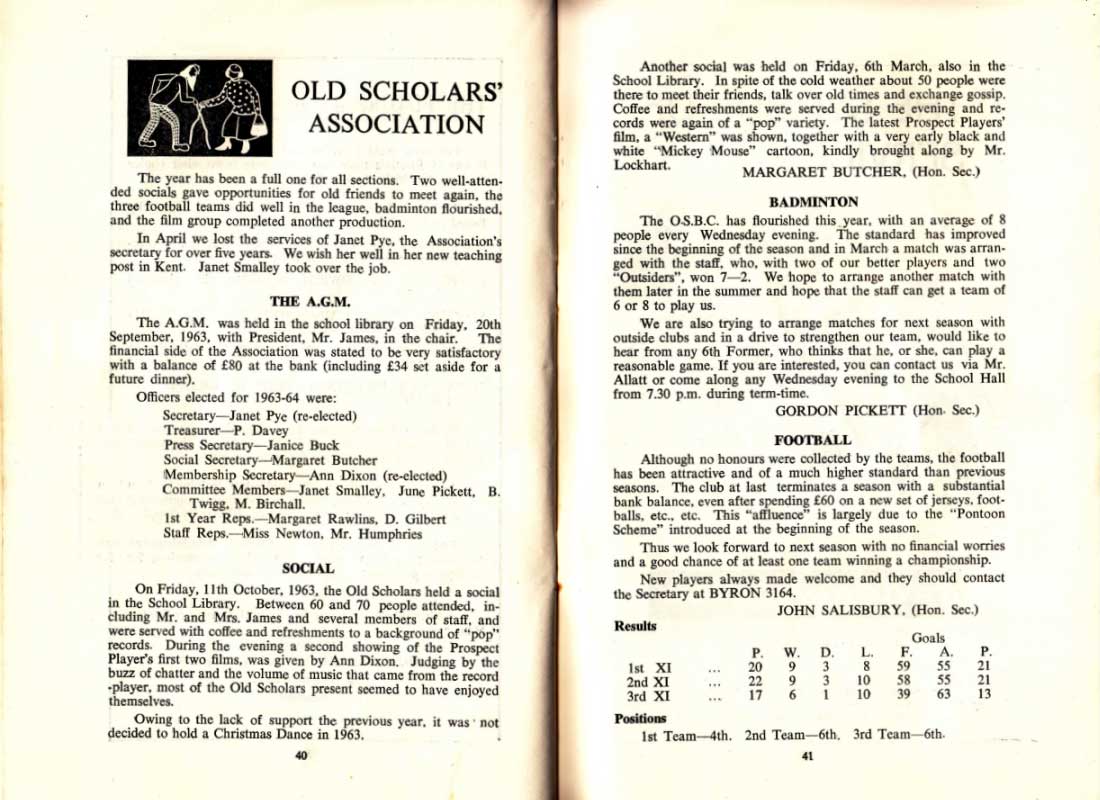 OLD SCHOLARS'
ASSOCIATION
The year has been a full one for all sections. Two well-atten-
ded socials gave opportunities for old friends to meet again, the
three football teams did well in the league, badminton flourished,
and the film group completed another production.
In April we lost the services of Janet Pye, the Association's
secretary for over five years. We wish her well in her new teaching
post in Kent. Janet Smalley took over the job.
THE A.G.M.
The A.G.M. was held in the school library on Friday, 20th
September, 1963, with President, Mr. James, in the chair. The
financial side of the Association was stated to be very satisfactory
with a balance of £80 at the bank (including £34 set aside for a
future dinner).
Officers elected for 1963-64 were:
Secretary—Janet Pye (re-elected)
Treasurer—P. Davey
Press Secretary—Janice Buck
Social Secretary—Margaret Butcher
Membership Secretary—Ann Dixon (re-elected)
Committee Members—Janet Smalley, June Pickett, B.
Twigg, M. Birchall.
1st Year Reps.—Margaret Rawlins, D. Gilbert
Staff Reps.—Miss Newton, Mr. Humphries
SOCIAL
On Friday, 11th October, 1963, the Old Scholars held a social
in the School Library. Between 60 and 70 people attended, in-
cluding Mr. and Mrs. James and several members of staff, and
were served with coffee and refreshments to a background of "pop"
records. During the evening a second showing of the Prospect
Player's first two films, was given by Ann Dixon. Judging by the
buzz of chatter and the volume of music that came from the record
-player, most of the Old Scholars present seemed to have enjoyed
themselves.
Owing to the lack of support the previous year, it was not
decided to hold a Christmas Dance in 1963.
40
Another social was held on Friday, 6th March, also in the
School Library. In spite of the cold weather about 50 people were
there to meet their friends, talk over old times and exchange gossip.
Coffee and refreshments were served during the evening and re-
cords were again of a "pop" variety. The latest Prospect Players'
film, a "Western" was shown, together with a very early black and
white "Mickey Mouse" cartoon, kindly brought along by Mr.
Lockhart.
MARGARET BUTCHER, (Hon. Sec.)
BADMINTON
The O.S.B.C. has flourished this year, with an average of 8
people every Wednesday evening. The standard has improved
since the beginning of the season and in March a match was arran-
ged with the staff, who, with two of our better players and two
"Outsiders", won 7—2. We hope to arrange another match with
them later in the summer and hope that the staff can get a team of
6 or 8 to play us.
We are also trying to arrange matches for next season with
outside clubs and in a drive to strengthen our team, would like to
hear from any 6th Former, who thinks that he, or she, can play a
reasonable game. If you are interested, you can contact us via Mr.
Allatt or come along any Wednesday evening to the School Hall
from 7.30 p.m. during term-time.
GORDON PICKETT (Hon. Sec.)
FOOTBALL
Although no honours were collected by the teams, the football
has been attractive and of a much higher standard than previous
seasons. The club at last terminates a season with a substantial
bank balance, even after spending £60 on a new set of jerseys, foot-
balls, etc., etc. This "affluence" is largely due to the "Pontoon
Scheme" introduced at the beginning of the season.
Thus we look forward to next season with no financial worries
and a good chance of at least one team winning a championship.
New players always made welcome and they should contact
the Secretary at BYRON 3164.
JOHN SALISBURY, (Hon. Sec.)
Results
Goals
P. W. D. L. F. A. P.
1st XI ... 20 9 3 8 59 55 21
2nd XI ... 22 9 3 10 58 55 21
3rd XI ... 17 6 1 10 39 63 13
Positions
1st Team—4th. 2nd Team—6th. 3rd Team—6th.
41